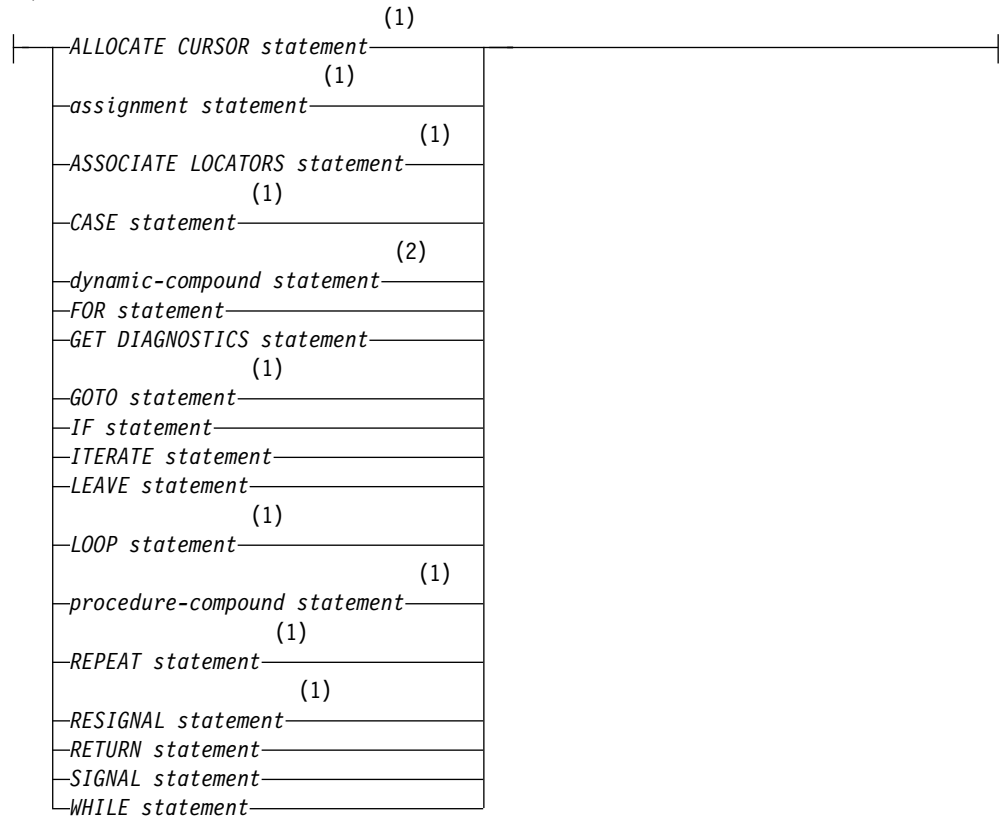 (1)
ALLOCATE CURSOR statement
(1)
assignment statement
(1)
ASSOCIATE LOCATORS statement
(1)
CASE statement
(2)
dynamic-compound statement
FOR statement
GET DIAGNOSTICS statement
(1)
GOTO statement
IF statement
ITERATE statement
LEAVE statement
(1)
LOOP statement
(1)
procedure-compound statement
(1)
REPEAT statement
(1)
RESIGNAL statement
RETURN statement
SIGNAL statement
WHILE statement